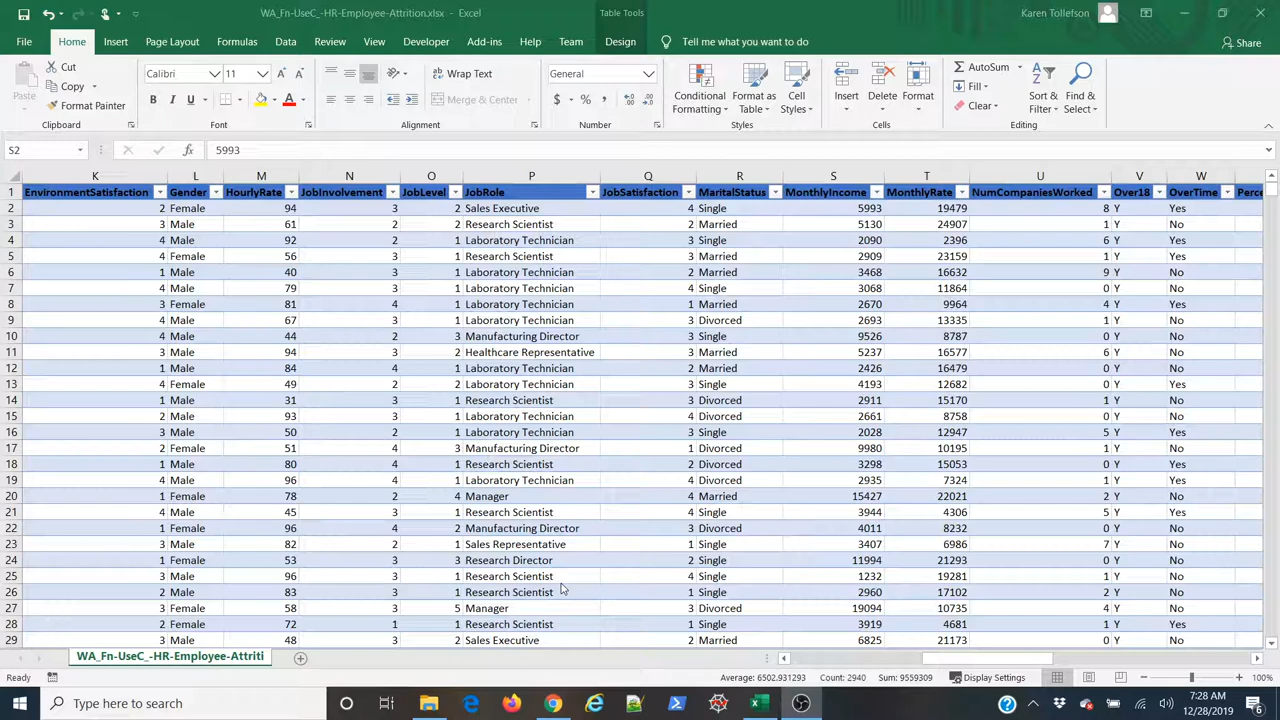 WA_Fn-UseC_-HR-Employee-Attrition.xlsx - Excel
Table Tools
Karen Tollefson
File Home Insert Page Layout Formulas Data Review View Developer Add-ins Help Team Design Tell me what you want to do Share
Paste
Cut
Copy
Format Painter
Calibri 11
B I U
Wrap Text
Merge & Center
General
$ % ,
Conditional Formatting
Format as Table
Cell Styles
Insert
Delete
Format
AutoSum
Fill
Clear
Sort & Filter
Find & Select
Clipboard Font Alignment Number Styles Cells Editing
S2 fx 5993
K L M N O P Q R S T U V W
1 EnvironmentSatisfaction Gender HourlyRate JobInvolvement JobLevel JobRole JobSatisfaction MaritalStatus MonthlyIncome MonthlyRate NumCompaniesWorked Over18 OverTime Perce
2 2 Female 94 3 2 Sales Executive 4 Single 5993 19479 8 Y Yes
3 3 Male 61 2 2 Research Scientist 2 Married 5130 24907 1 Y No
4 4 Male 92 2 1 Laboratory Technician 3 Single 2090 2396 6 Y Yes
5 4 Female 56 3 1 Research Scientist 3 Married 2909 23159 1 Y Yes
6 1 Male 40 3 1 Laboratory Technician 2 Married 3468 16632 9 Y No
7 4 Male 79 3 1 Laboratory Technician 4 Single 3068 11864 0 Y No
8 3 Female 81 4 1 Laboratory Technician 1 Married 2670 9964 4 Y Yes
9 4 Male 67 3 1 Laboratory Technician 3 Divorced 2693 13335 1 Y No
10 4 Male 44 2 3 Manufacturing Director 3 Single 9526 8787 0 Y No
11 3 Male 94 3 2 Healthcare Representative 3 Married 5237 16577 6 Y No
12 1 Male 84 4 1 Laboratory Technician 2 Married 2426 16479 0 Y No
13 4 Female 49 2 2 Laboratory Technician 3 Single 4193 12682 0 Y Yes
14 1 Male 31 3 1 Research Scientist 3 Divorced 2911 15170 1 Y No
15 2 Male 93 3 1 Laboratory Technician 4 Divorced 2661 8758 0 Y No
16 3 Male 50 2 1 Laboratory Technician 3 Single 2028 12947 5 Y Yes
17 2 Female 51 4 3 Manufacturing Director 1 Divorced 9980 10195 1 Y No
18 1 Male 80 4 1 Research Scientist 2 Divorced 3298 15053 0 Y Yes
19 4 Male 96 3 1 Laboratory Technician 4 Divorced 2935 7324 1 Y No
20 1 Female 78 2 4 Manager 4 Married 15427 22021 2 Y No
21 4 Male 45 3 1 Research Scientist 4 Single 3944 4306 5 Y Yes
22 1 Female 96 4 2 Manufacturing Director 3 Divorced 4011 8232 0 Y No
23 3 Male 82 2 1 Sales Representative 1 Single 3407 6986 7 Y No
24 1 Female 53 3 3 Research Director 2 Single 11994 21293 0 Y No
25 3 Male 96 3 1 Research Scientist 4 Single 1232 19281 1 Y No
26 2 Male 83 3 1 Research Scientist 1 Single 2960 17102 2 Y No
27 3 Female 58 3 5 Manager 3 Divorced 19094 10735 4 Y No
28 2 Female 72 1 1 Research Scientist 1 Single 3919 4681 1 Y Yes
29 3 Male 48 3 2 Sales Executive 2 Married 6825 21173 0 Y No
WA_Fn-UseC_-HR-Employee-Attriti
Ready Average: 6502.931293 Count: 2940 Sum: 9559309 Display Settings 100%
Type here to search
7:28 AM
12/28/2019
6